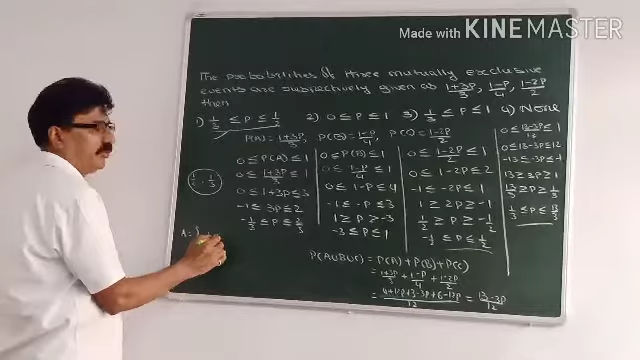 Made with KINEMASTER
The probabilities of three mutually exclusive
events are respectively given as 1+3p/3, 1-p/4, 1-2p/2
then
1) 1/3 ≤ p ≤ 1/2 2) 0 ≤ p ≤ 1 3) 1/3 ≤ p ≤ 1 4) None
P(A) = 1+3p/3, P(B) = 1-p/4, P(C) = 1-2p/2
0 ≤ P(A) ≤ 1
0 ≤ 1+3p/3 ≤ 1
0 ≤ 1+3p ≤ 3
-1 ≤ 3p ≤ 2
-1/3 ≤ p ≤ 2/3
0 ≤ P(B) ≤ 1
0 ≤ 1-p/4 ≤ 1
0 ≤ 1-p ≤ 4
-1 ≤ -p ≤ 3
1 ≥ p ≥ -3
-3 ≤ p ≤ 1
0 ≤ 1-2p/2 ≤ 1
0 ≤ 1-2p ≤ 2
-1 ≤ -2p ≤ 1
1 ≥ 2p ≥ -1
1/2 ≥ p ≥ -1/2
-1/2 ≤ p ≤ 1/2
0 ≤ 13-3p/12 ≤ 1
0 ≤ 13-3p ≤ 12
-13 ≤ -3p ≤ -1
13 ≥ 3p ≥ 1
13/3 ≥ p ≥ 1/3
1/3 ≤ p ≤ 13/3
P(AUBUC) = P(A) + P(B) + P(C)
= 1+3p/3 + 1-p/4 + 1-2p/2
= 4+12p+3-3p+6-12p/12 = 13-3p/12
A = {